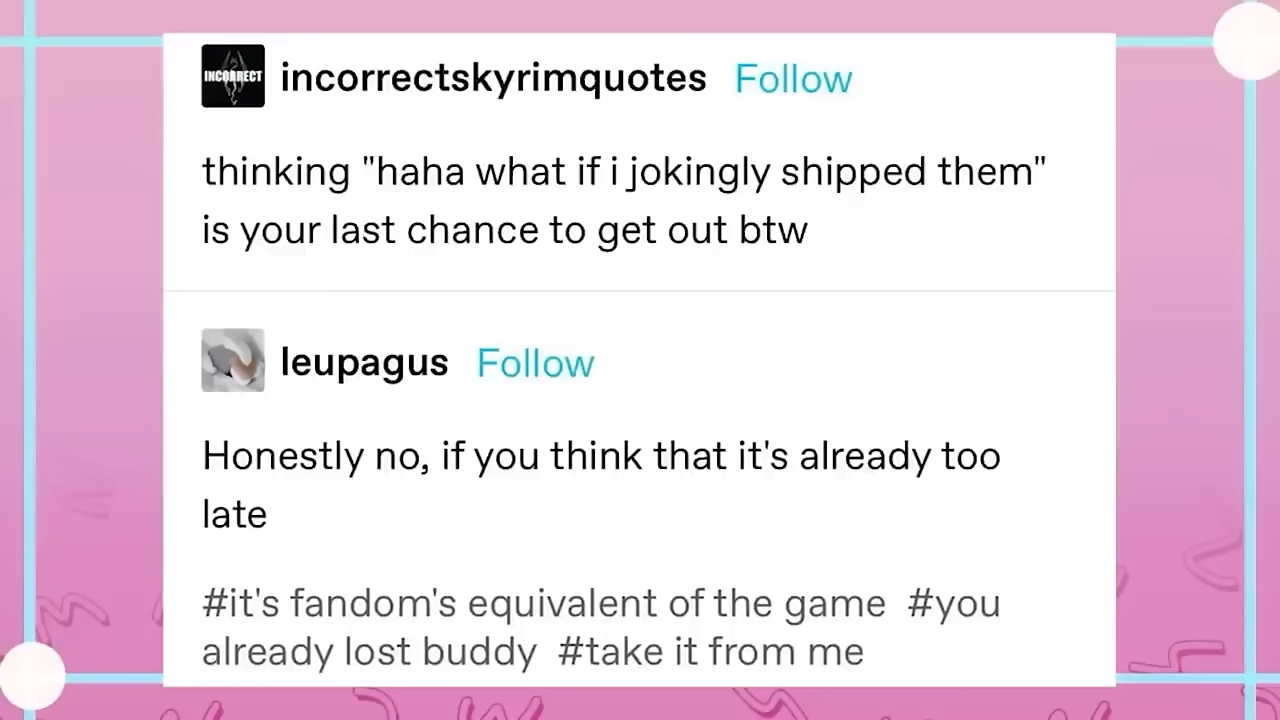 INCORRECT
incorrectskyrimquotes Follow
thinking "haha what if i jokingly shipped them"
is your last chance to get out btw
leupagus Follow
Honestly no, if you think that it's already too
late
#it's fandom's equivalent of the game #you
already lost buddy #take it from me